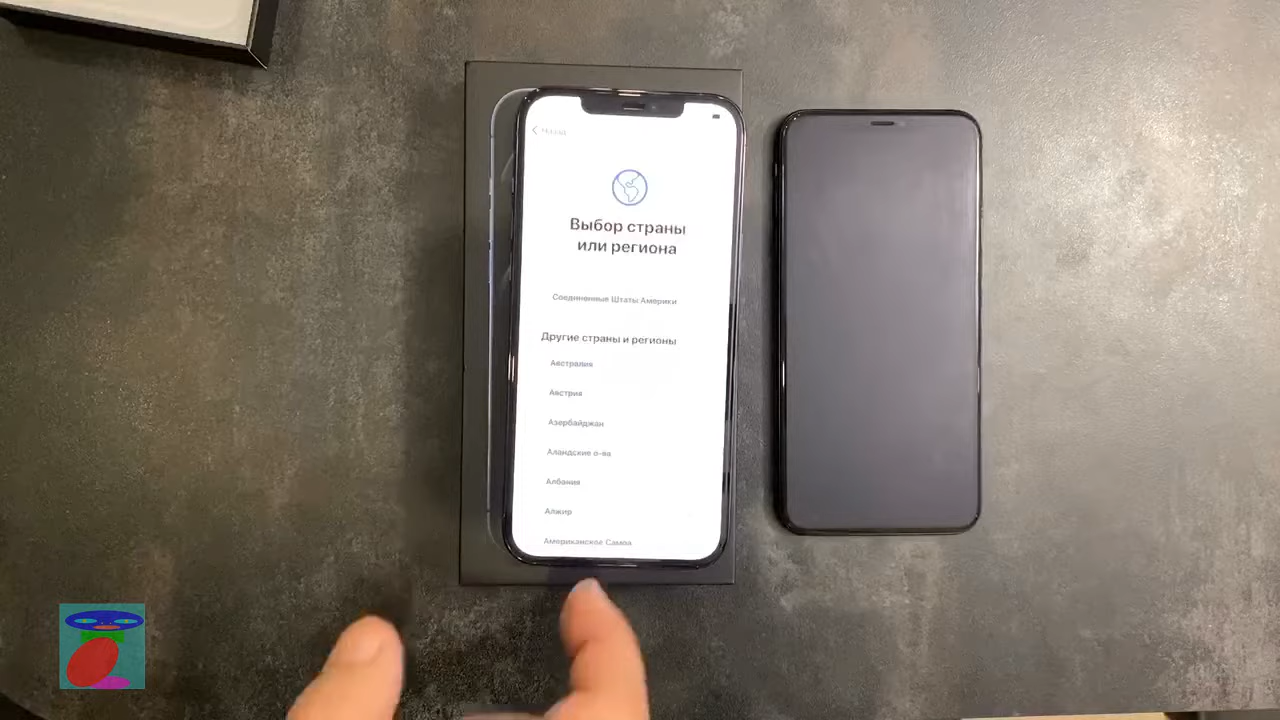 Назад
Выбор страны
или региона
Соединенные Штаты Америки
Другие страны и регионы
Австралия
Австрия
Азербайджан
Аландские о-ва
Албания
Алжир
Американское Самоа